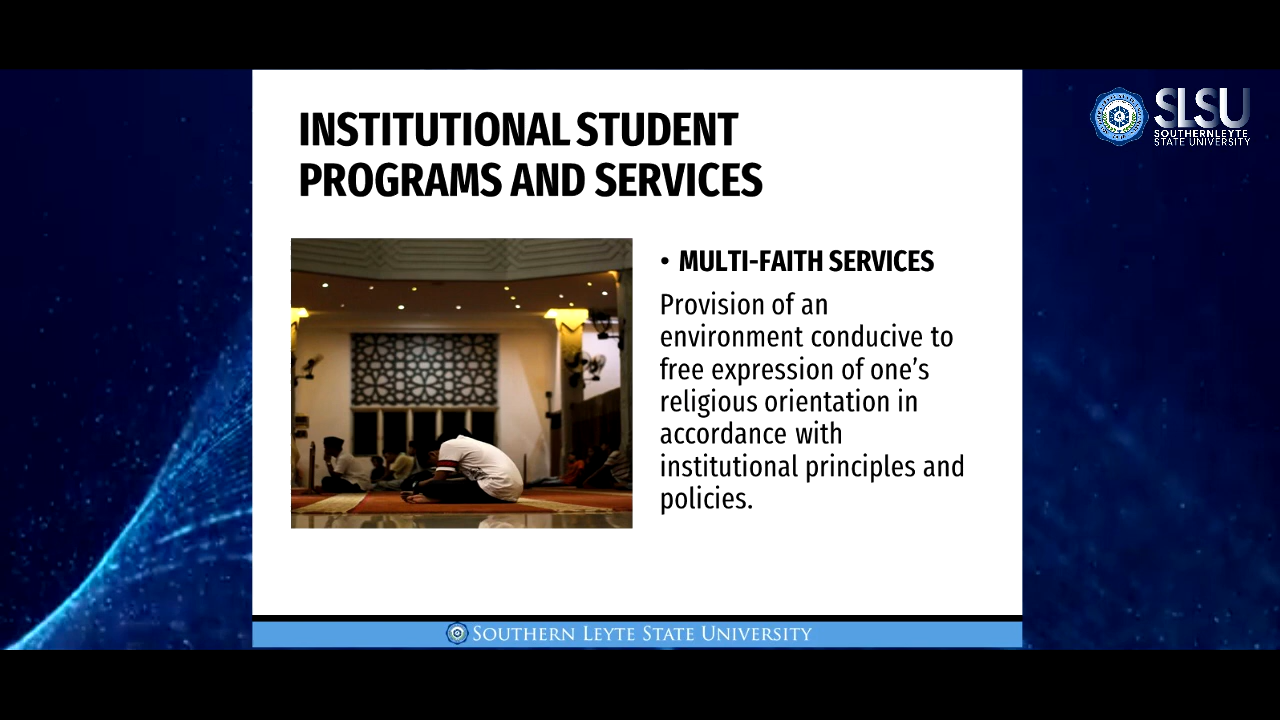 INSTITUTIONAL STUDENT
PROGRAMS AND SERVICES
SLSU
SOUTHERN LEYTE
STATE UNIVERSITY
• MULTI-FAITH SERVICES
Provision of an
environment conducive to
free expression of one’s
religious orientation in
accordance with
institutional principles and
policies.
SOUTHERN LEYTE STATE UNIVERSITY